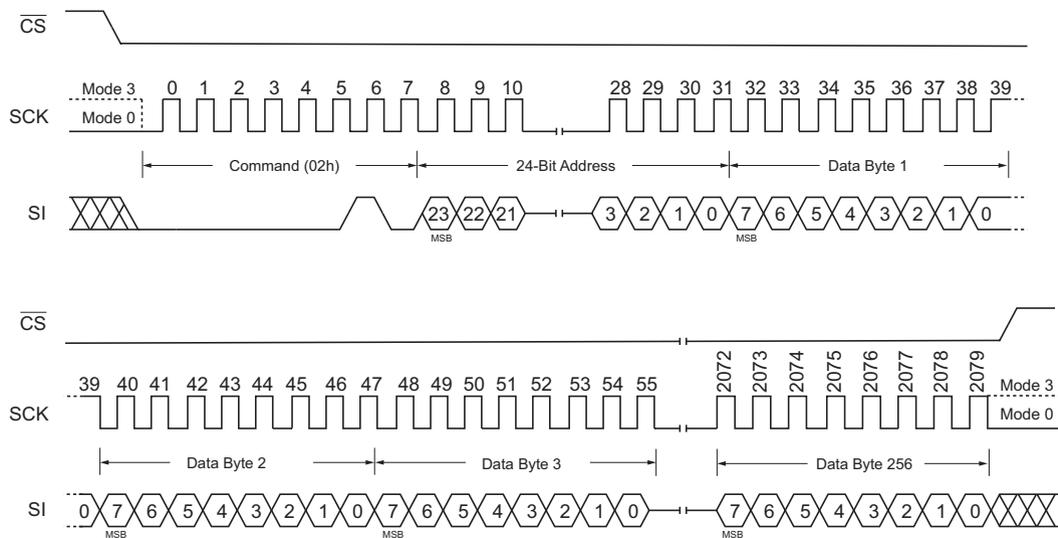 CS
Mode 3 0 1 2 3 4 5 6 7 8 9 10 28 29 30 31 32 33 34 35 36 37 38 39
SCK Mode 0
Command (02h) 24-Bit Address Data Byte 1
SI 23 22 21 3 2 1 0 7 6 5 4 3 2 1 0
MSB MSB
CS
39 40 41 42 43 44 45 46 47 48 49 50 51 52 53 54 55 2072 2073 2074 2075 2076 2077 2078 2079 Mode 3
SCK Mode 0
Data Byte 2 Data Byte 3 Data Byte 256
SI 0 7 6 5 4 3 2 1 0 7 6 5 4 3 2 1 0 7 6 5 4 3 2 1 0
MSB MSB MSB